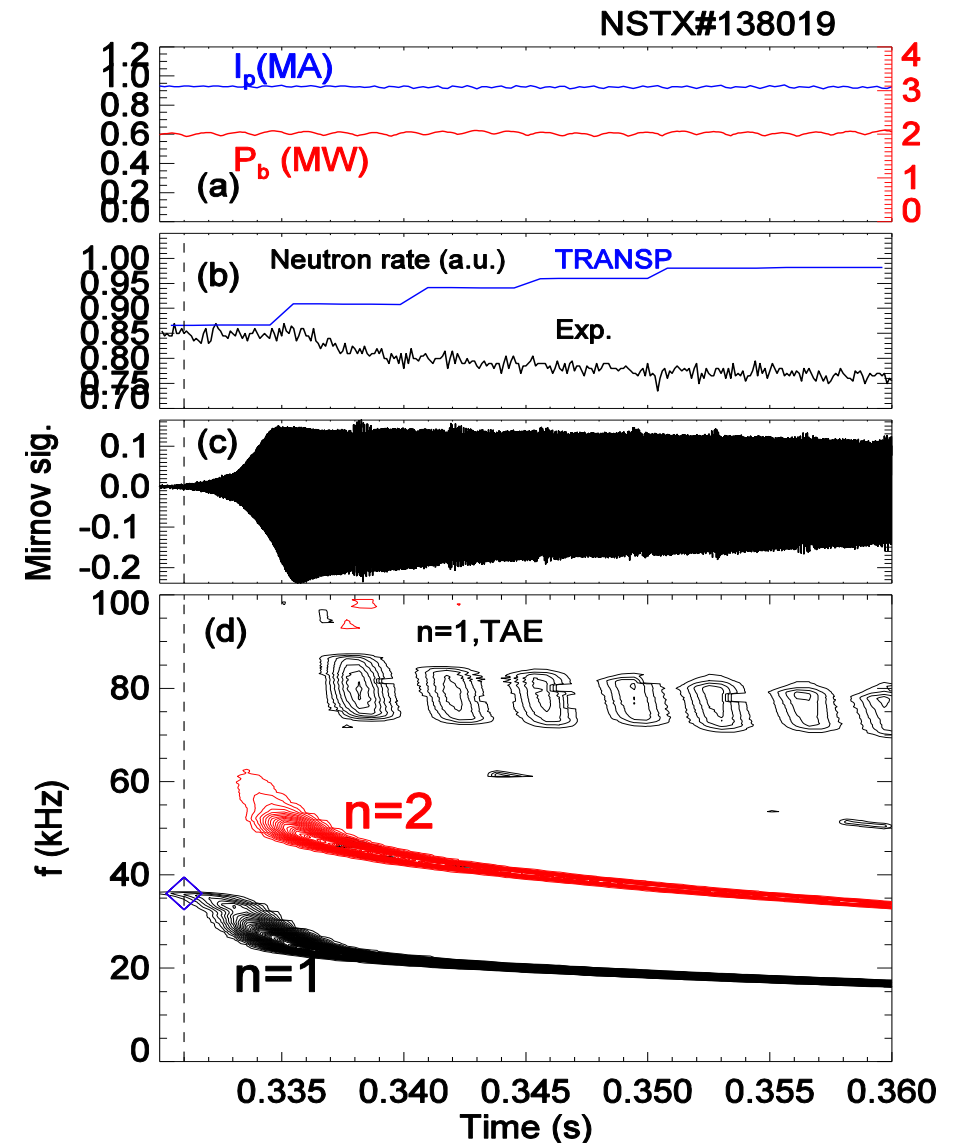 NSTX#138019
1.2
1.0
0.8
0.6
0.4
0.2
0.0
I_p(MA)
P_b (MW)
(a)
4
3
2
1
0
(b)
Neutron rate (a.u.)
TRANSP
Exp.
1.00
0.95
0.90
0.85
0.80
0.75
0.70
Mirnov sig.
(c)
0.1
0.0
-0.1
-0.2
f (kHz)
(d)
n=1,TAE
n=2
n=1
100
80
60
40
20
0
0.335 0.340 0.345 0.350 0.355 0.360
Time (s)